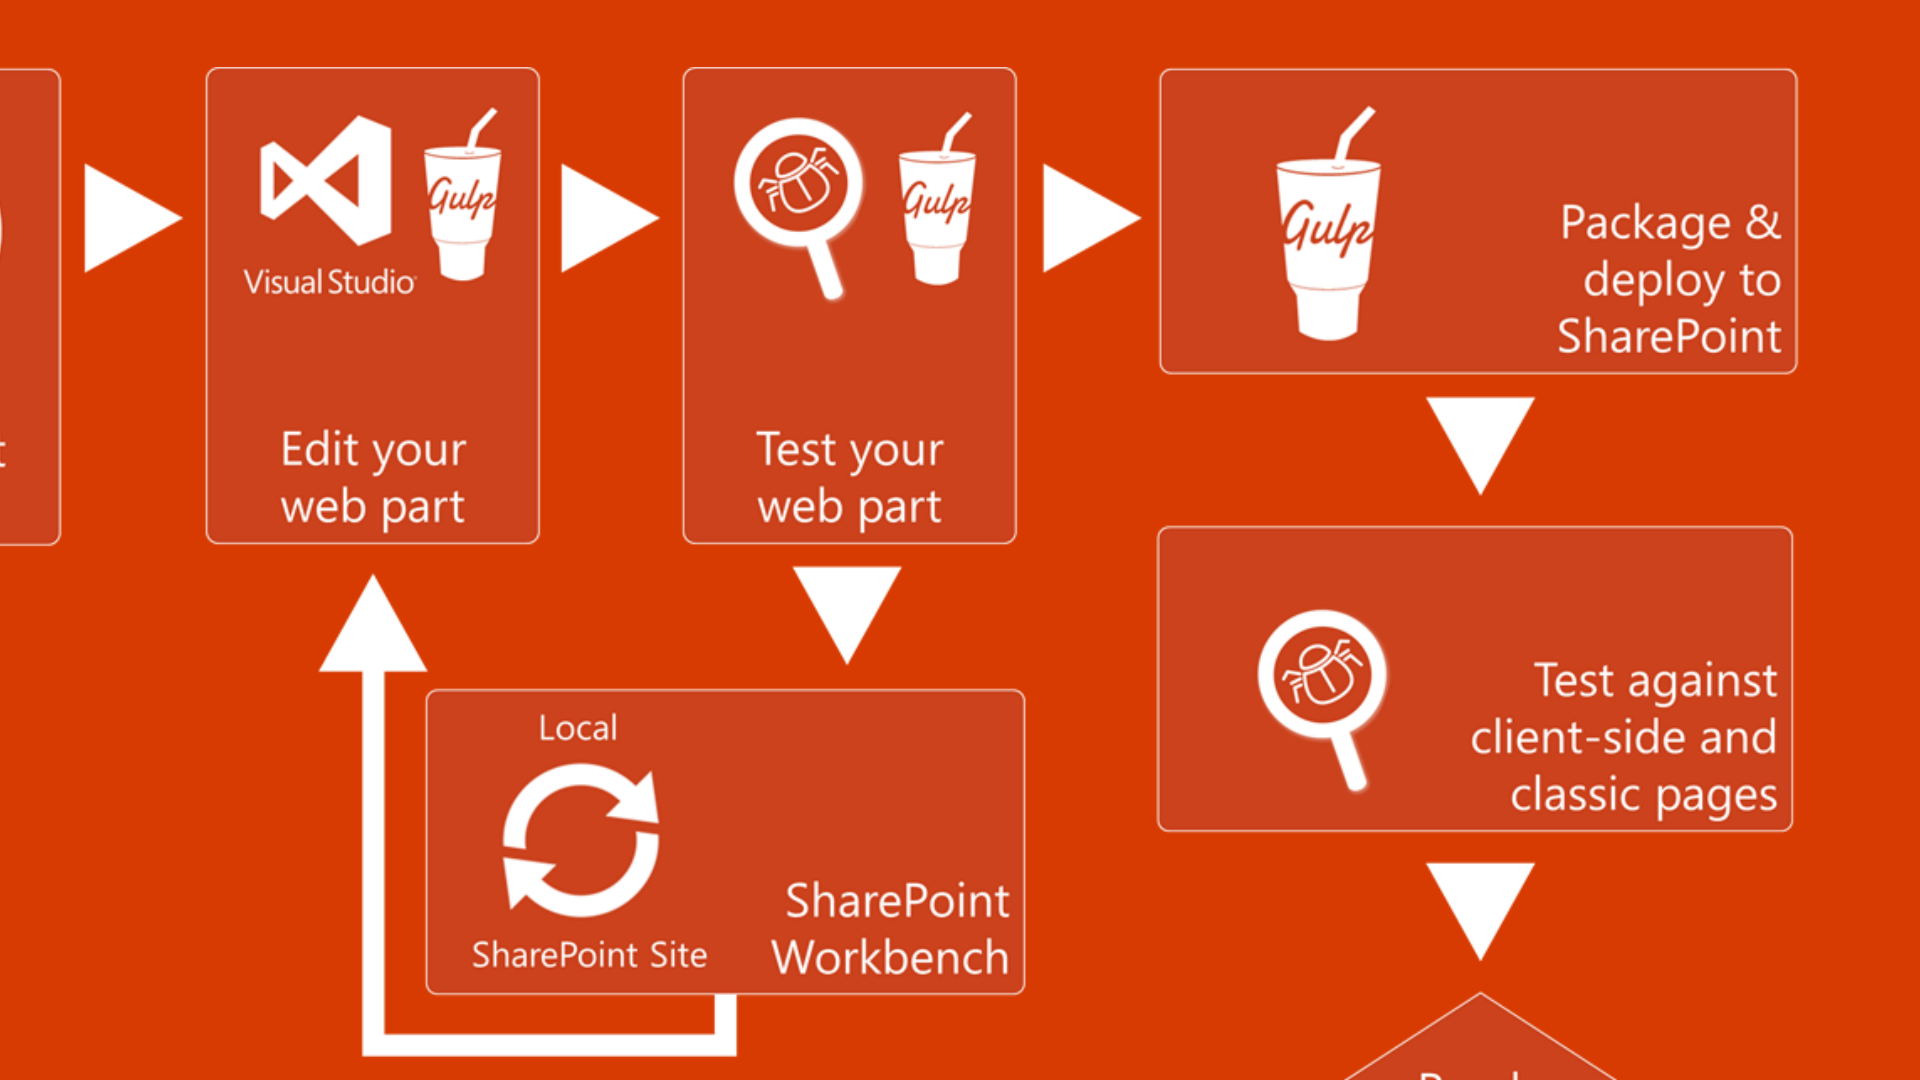 Visual Studio
Gulp
Edit your
web part
Gulp
Test your
web part
Gulp
Package &
deploy to
SharePoint
Local
SharePoint Site
SharePoint
Workbench
Test against
client-side and
classic pages